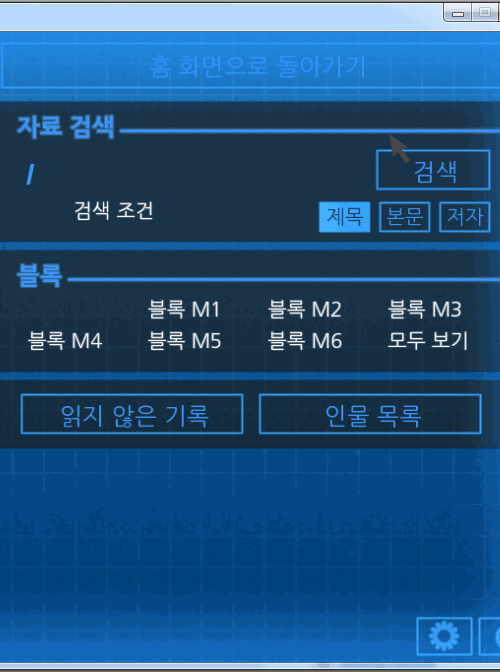 홈 화면으로 돌아가기
자료 검색
/
검색
검색 조건 제목 본문 저자
블록
블록 M1 블록 M2 블록 M3
블록 M4 블록 M5 블록 M6 모두 보기
읽지 않은 기록 인물 목록